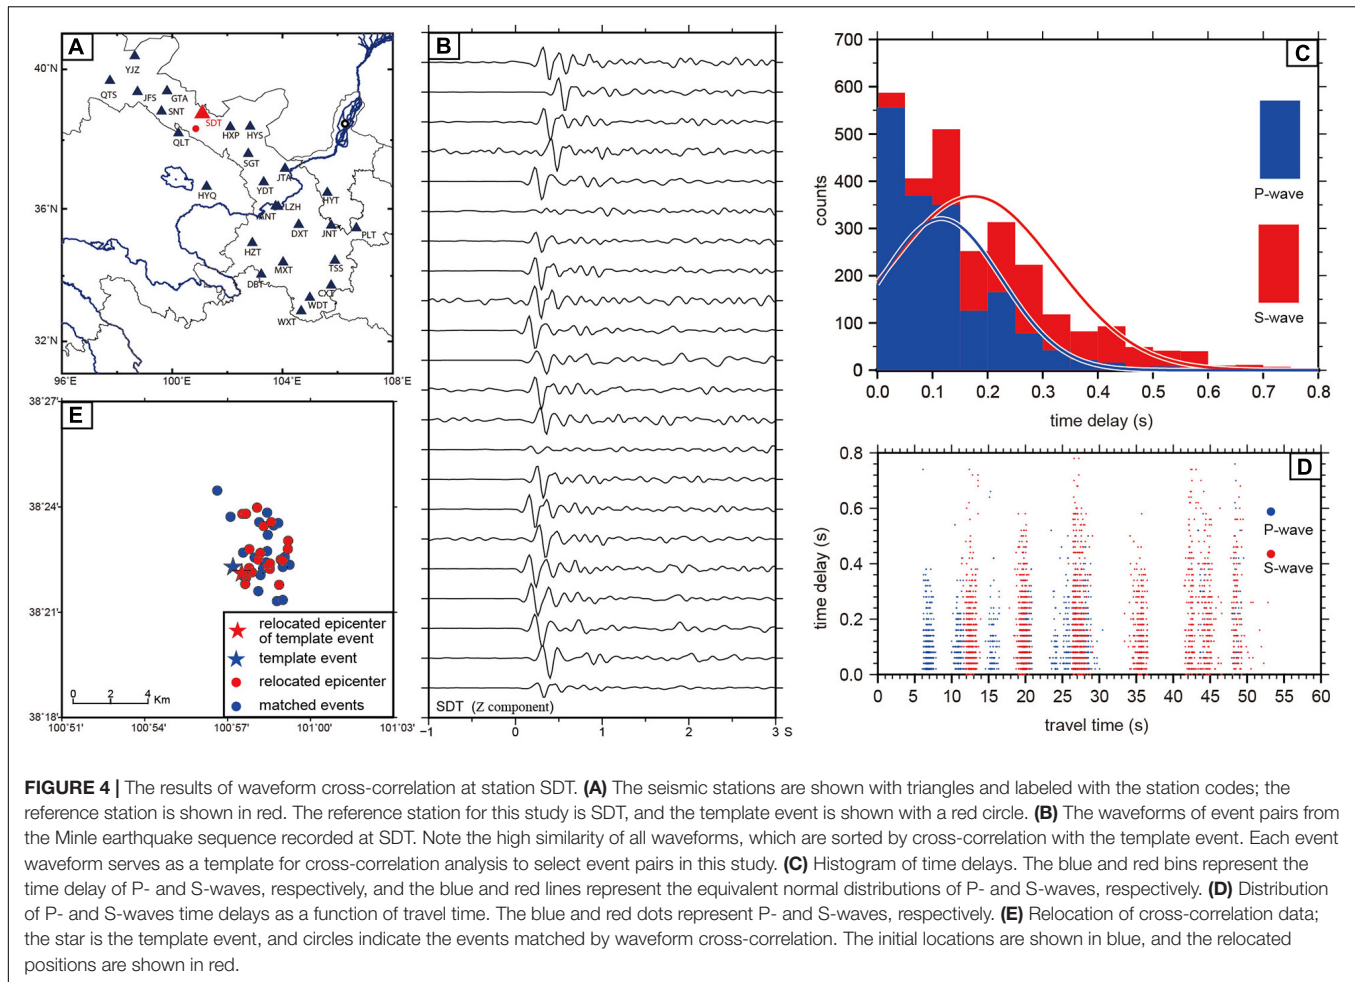 A
40°N
36°N
32°N
96°E
100°E
104°E
108°E
YJZ
QTS
JFS
GTA
SNT
SDT
QLT
HXP
HYS
SGT
JTA
YDT
HYQ
HYT
LZH
DXT
JNT
PLT
HZT
MXT
TSS
DBT
CXT
WDT
WXT
B
SDT (Z component)
−1
0
1
2
3 S
C
700
600
500
400
300
200
100
0
counts
0.0
0.1
0.2
0.3
0.4
0.5
0.6
0.7
0.8
time delay (s)
P-wave
S-wave
D
0.8
0.6
0.4
0.2
0.0
time delay (s)
0
5
10
15
20
25
30
35
40
45
50
55
60
travel time (s)
P-wave
S-wave
E
38°27'
38°24'
38°21'
38°18'
100°51'
100°54'
100°57'
101°00'
101°03'
relocated epicenter
of template event
template event
relocated epicenter
matched events
0 2 4 Km
FIGURE 4 | The results of waveform cross-correlation at station SDT. (A) The seismic stations are shown with triangles and labeled with the station codes; the
reference station is shown in red. The reference station for this study is SDT, and the template event is shown with a red circle. (B) The waveforms of event pairs from
the Minle earthquake sequence recorded at SDT. Note the high similarity of all waveforms, which are sorted by cross-correlation with the template event. Each event
waveform serves as a template for cross-correlation analysis to select event pairs in this study. (C) Histogram of time delays. The blue and red bins represent the
time delay of P- and S-waves, respectively, and the blue and red lines represent the equivalent normal distributions of P- and S-waves, respectively. (D) Distribution
of P- and S-waves time delays as a function of travel time. The blue and red dots represent P- and S-waves, respectively. (E) Relocation of cross-correlation data;
the star is the template event, and circles indicate the events matched by waveform cross-correlation. The initial locations are shown in blue, and the relocated
positions are shown in red.